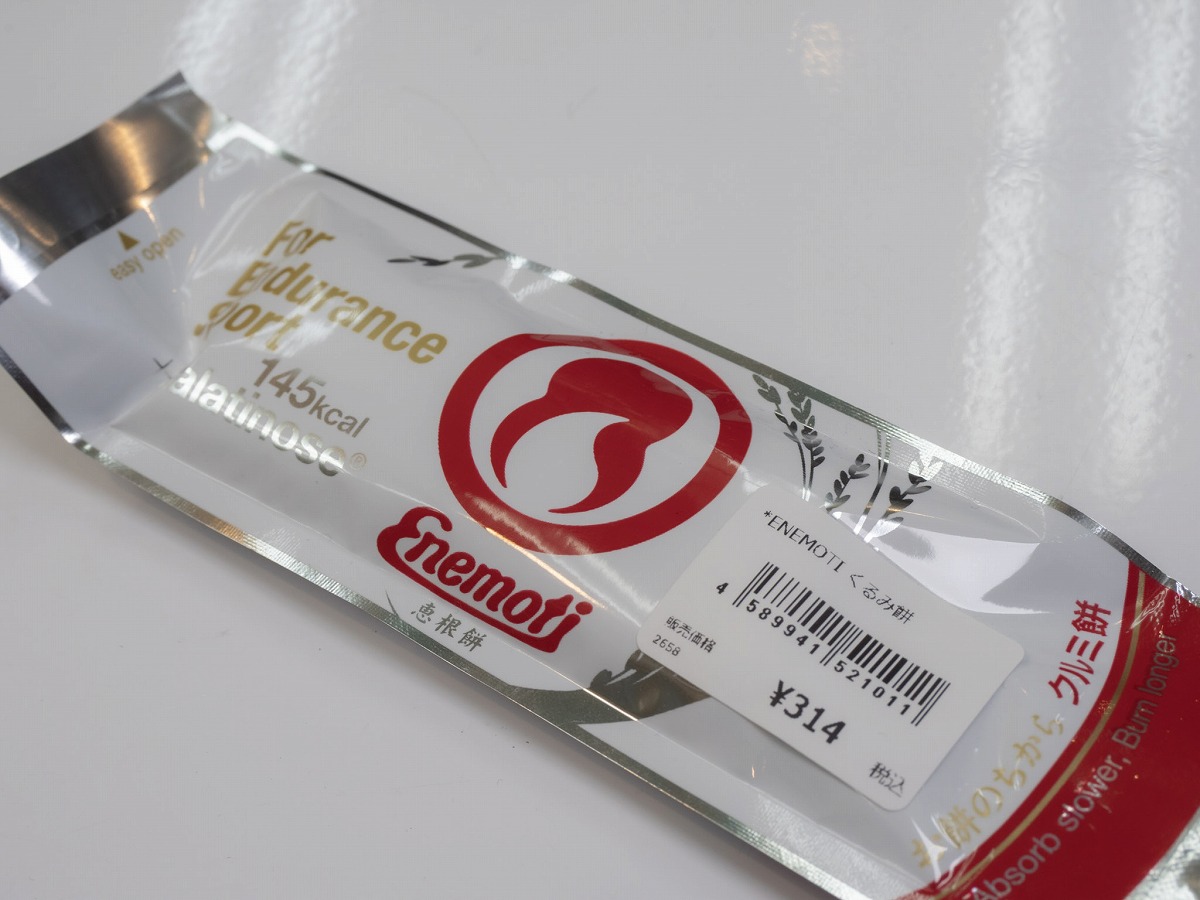 easy open
For
Endurance
Sport
145kcal
alatinose®
Enemoti
恵根餅
*ENEMOTI くるみ餅
4 589941 521011
販売価格
2658
¥314
税込
クルミ餅
お餅のちから
Absorb slower, Burn longer